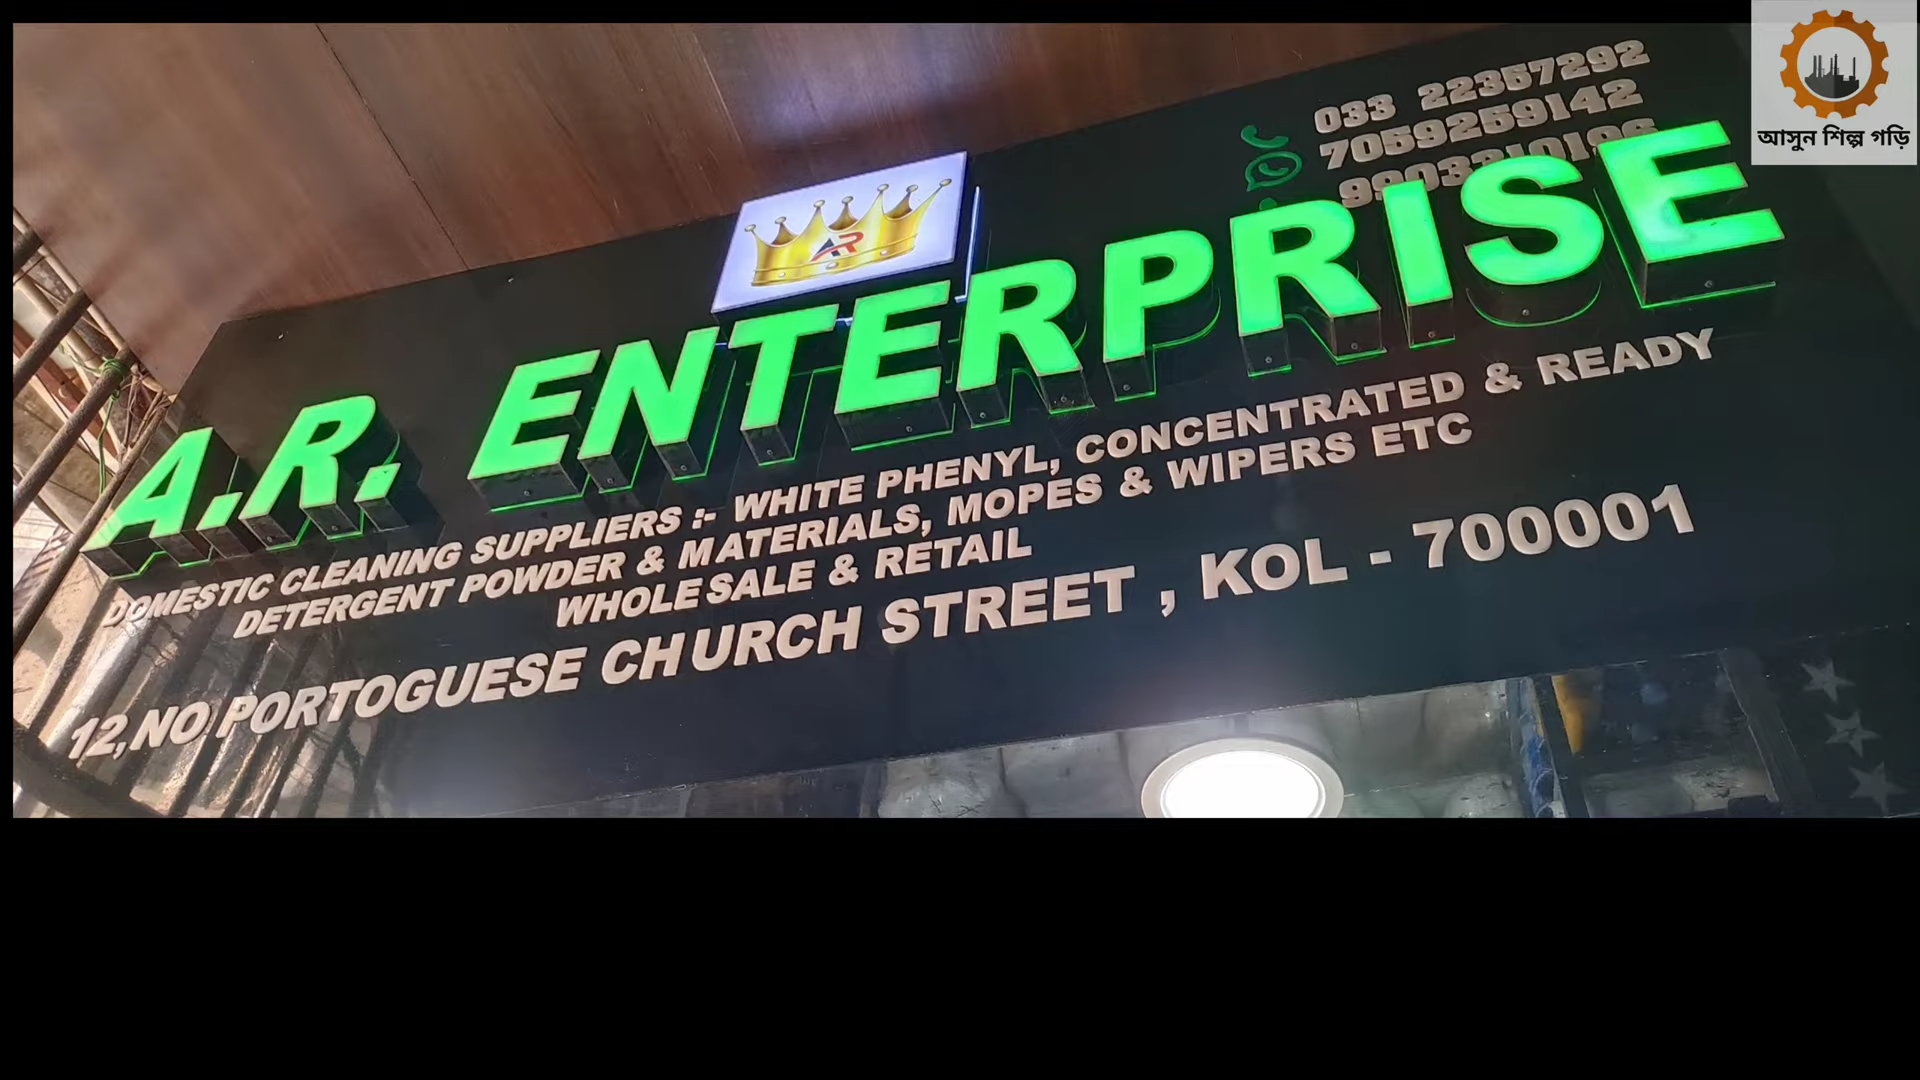 033 22357292
7059259142
AR
A.R. ENTERPRISE
DOMESTIC CLEANING SUPPLIERS :- WHITE PHENYL, CONCENTRATED & READY
DETERGENT POWDER & MATERIALS, MOPES & WIPERS ETC
WHOLESALE & RETAIL
12,NO PORTOGUESE CHURCH STREET , KOL - 700001
আসুন শিল্প গড়ি